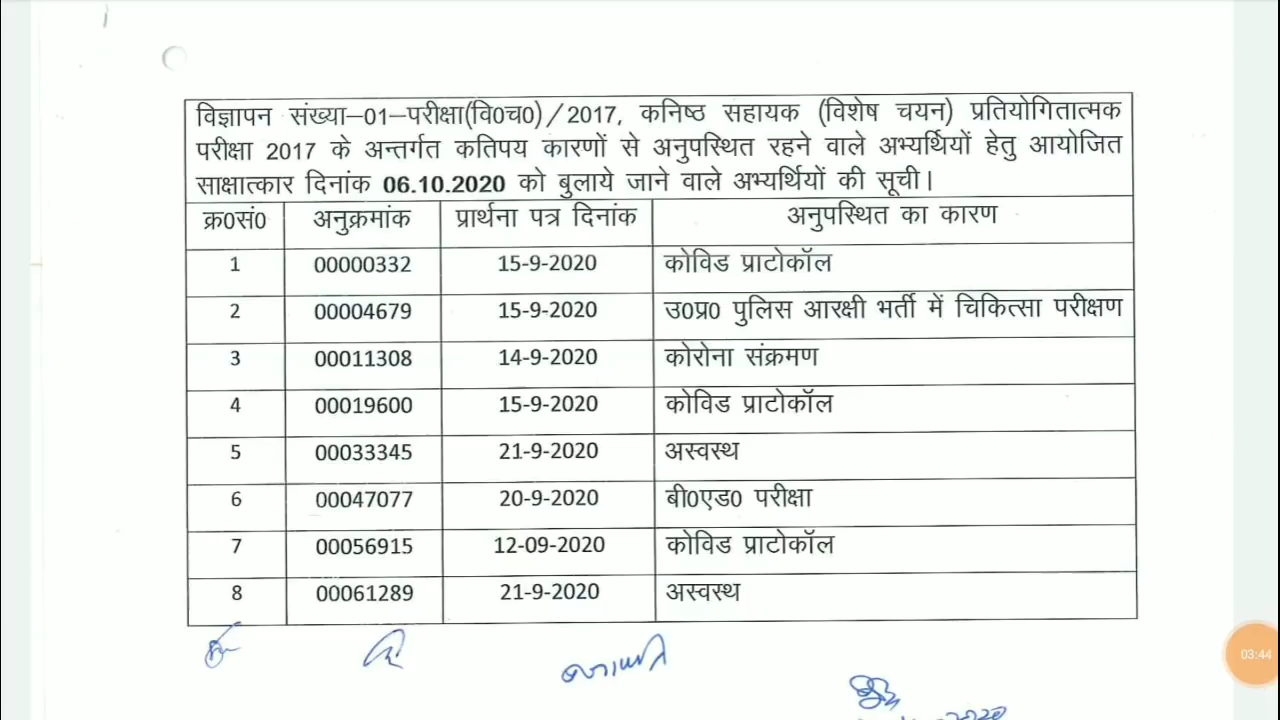 विज्ञापन संख्या–01–परीक्षा(वि0च0)/2017, कनिष्ठ सहायक (विशेष चयन) प्रतियोगितात्मक
परीक्षा 2017 के अन्तर्गत कतिपय कारणों से अनुपस्थित रहने वाले अभ्यर्थियों हेतु आयोजित
साक्षात्कार दिनांक 06.10.2020 को बुलाये जाने वाले अभ्यर्थियों की सूची।
क्र0सं0 अनुक्रमांक प्रार्थना पत्र दिनांक अनुपस्थित का कारण
1 00000332 15-9-2020 कोविड प्राटोकॉल
2 00004679 15-9-2020 उ0प्र0 पुलिस आरक्षी भर्ती में चिकित्सा परीक्षण
3 00011308 14-9-2020 कोरोना संक्रमण
4 00019600 15-9-2020 कोविड प्राटोकॉल
5 00033345 21-9-2020 अस्वस्थ
6 00047077 20-9-2020 बी0एड0 परीक्षा
7 00056915 12-09-2020 कोविड प्राटोकॉल
8 00061289 21-9-2020 अस्वस्थ
03:44